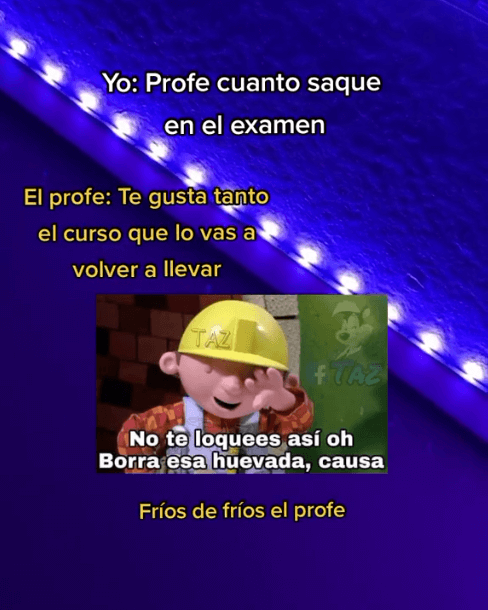 Yo: Profe cuanto saque
en el examen
El profe: Te gusta tanto
el curso que lo vas a
volver a llevar
TAZ
f TAZ
No te loquees así oh
Borra esa huevada, causa
Fríos de fríos el profe